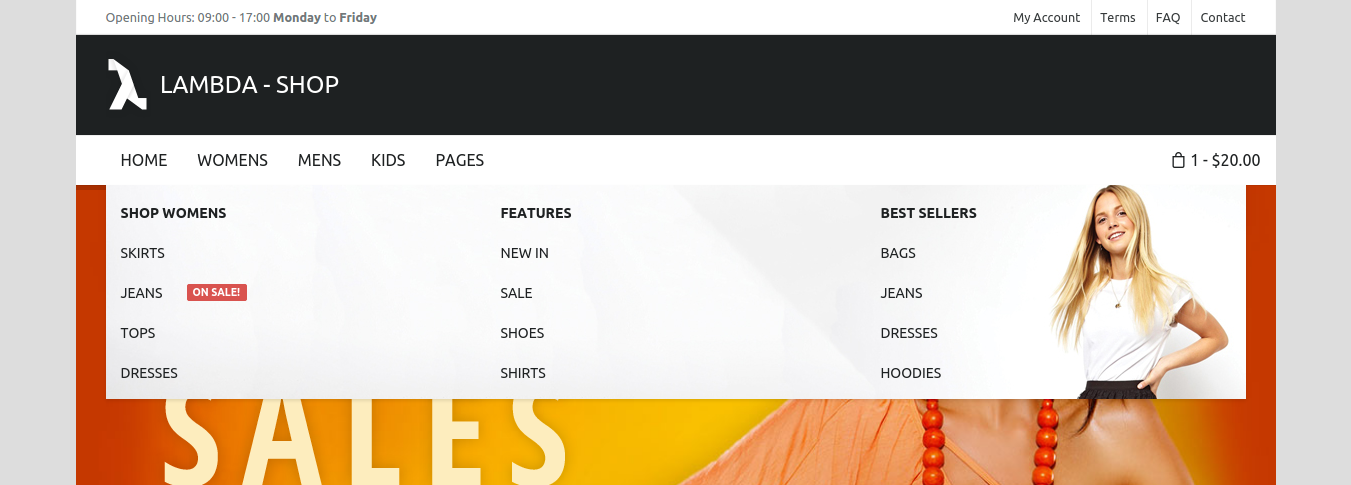 Opening Hours: 09:00 - 17:00 Monday to Friday
My Account
Terms
FAQ
Contact
LAMBDA - SHOP
HOME
WOMENS
MENS
KIDS
PAGES
1 - $20.00
SHOP WOMENS
SKIRTS
JEANS ON SALE!
TOPS
DRESSES
FEATURES
NEW IN
SALE
SHOES
SHIRTS
BEST SELLERS
BAGS
JEANS
DRESSES
HOODIES
SALES